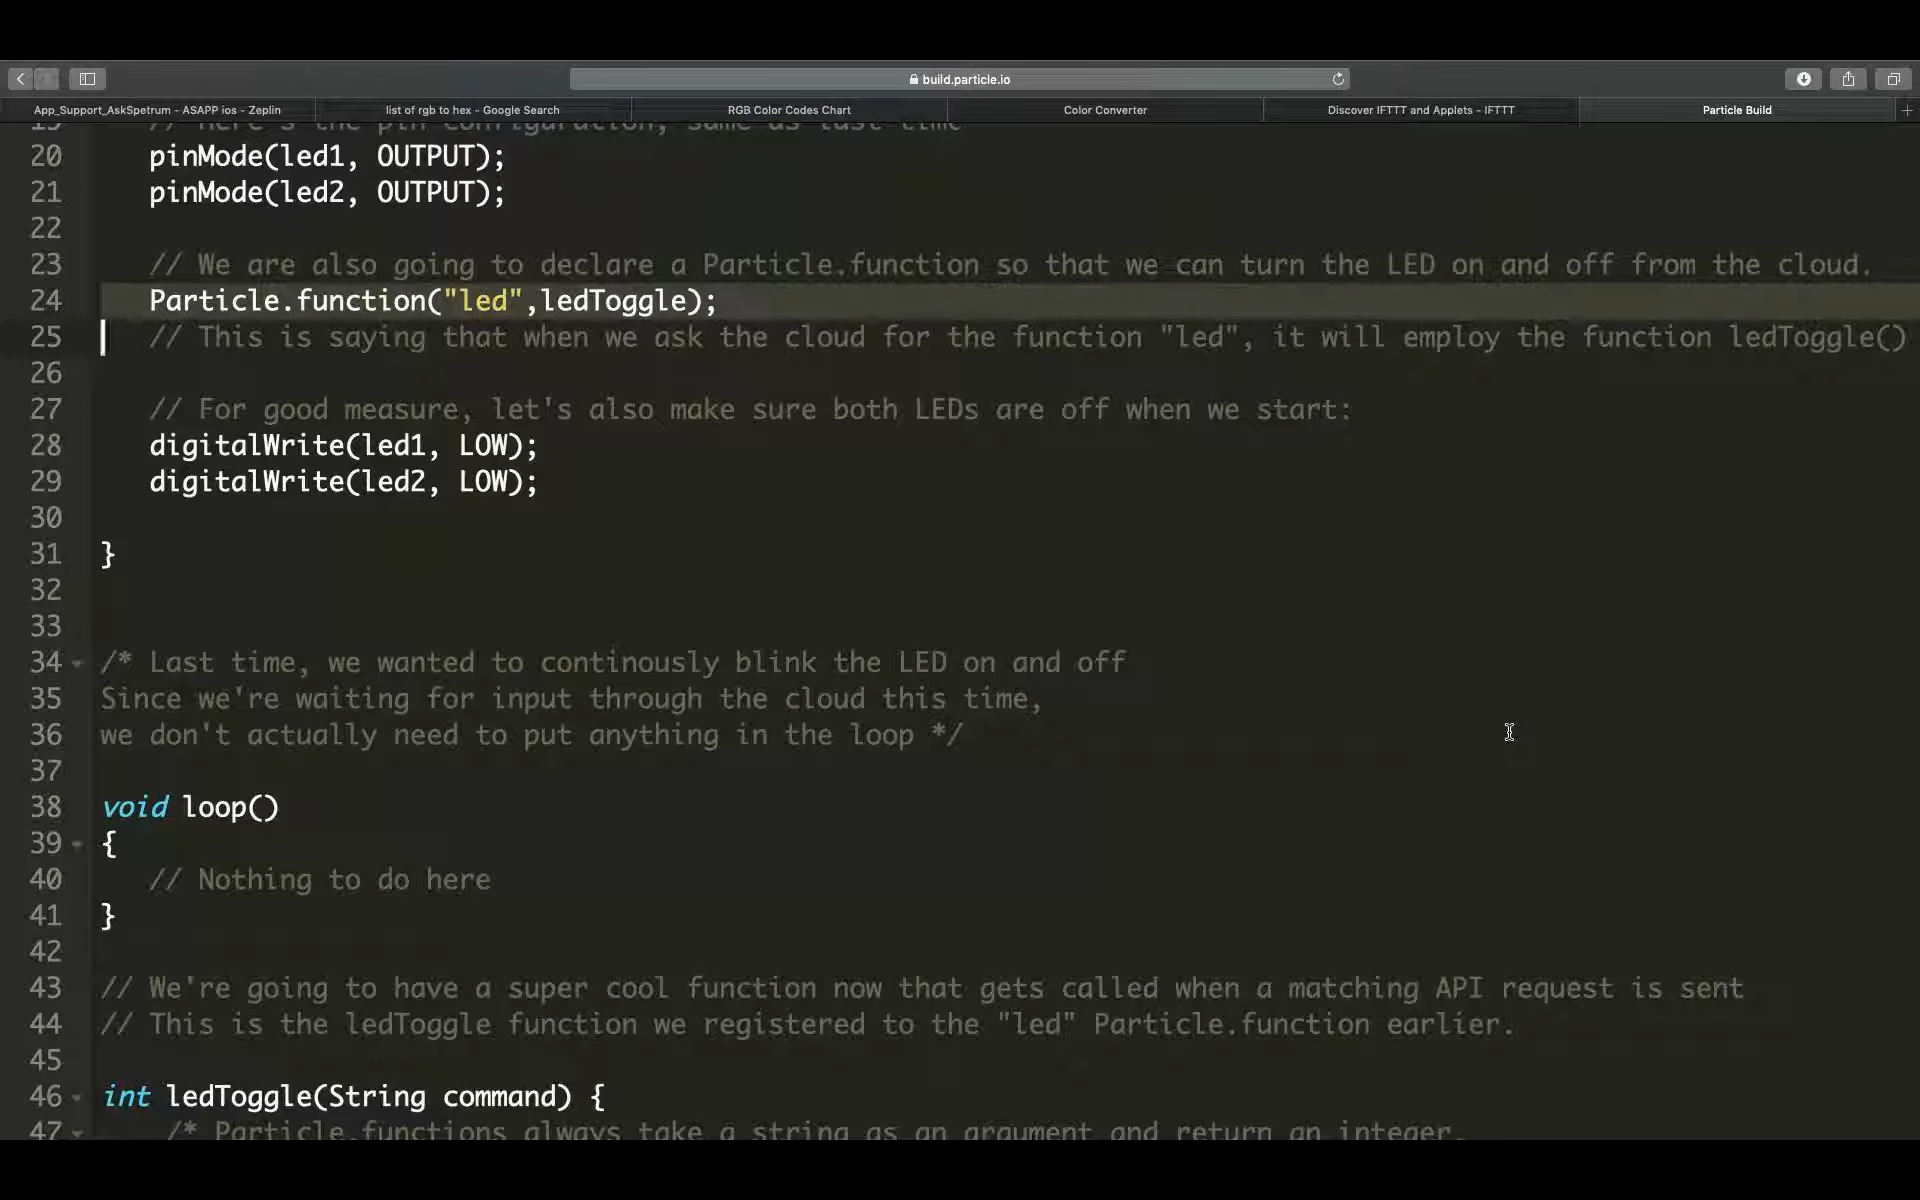 build.particle.io
App_Support_AskSpetrum - ASAPP ios - Zeplin
list of rgb to hex - Google Search
RGB Color Codes Chart
Color Converter
Discover IFTTT and Applets - IFTTT
Particle Build
19 // Here's the pin configuration, same as last time
20 pinMode(led1, OUTPUT);
21 pinMode(led2, OUTPUT);
22
23 // We are also going to declare a Particle.function so that we can turn the LED on and off from the cloud.
24 Particle.function("led",ledToggle);
25 // This is saying that when we ask the cloud for the function "led", it will employ the function ledToggle()
26
27 // For good measure, let's also make sure both LEDs are off when we start:
28 digitalWrite(led1, LOW);
29 digitalWrite(led2, LOW);
30
31 }
32
33
34 /* Last time, we wanted to continously blink the LED on and off
35 Since we're waiting for input through the cloud this time,
36 we don't actually need to put anything in the loop */
37
38 void loop()
39 {
40 // Nothing to do here
41 }
42
43 // We're going to have a super cool function now that gets called when a matching API request is sent
44 // This is the ledToggle function we registered to the "led" Particle.function earlier.
45
46 int ledToggle(String command) {
47 /* Particle.functions always take a string as an argument and return an integer.